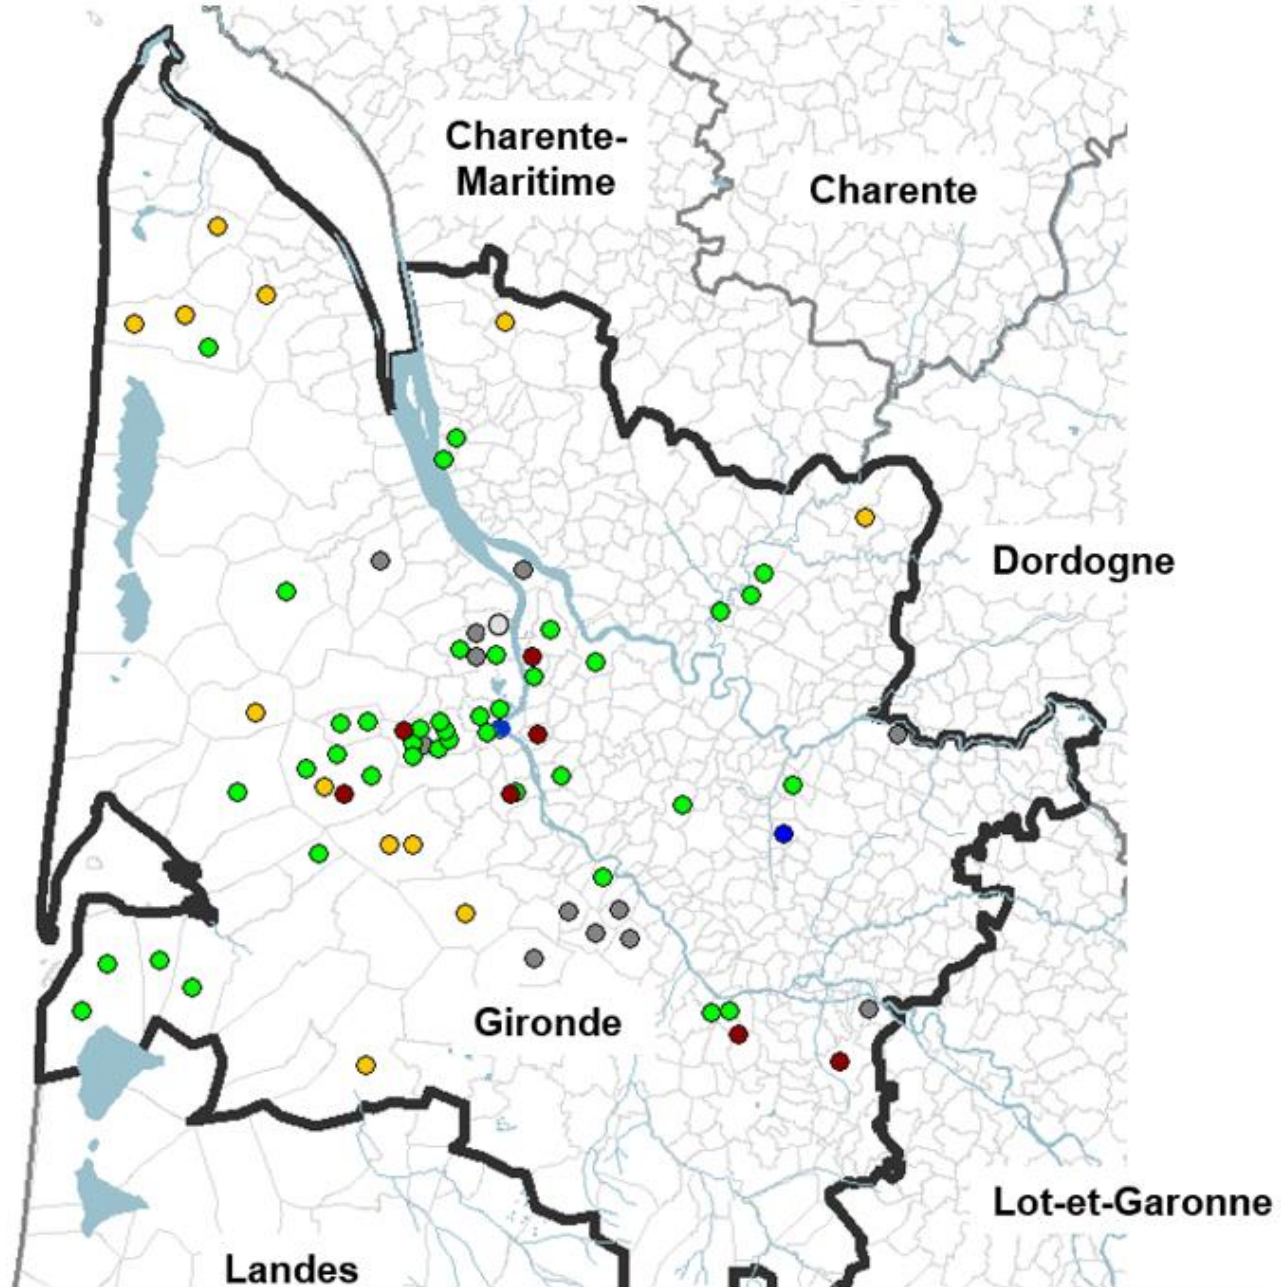 Charente-
Maritime
Charente
Dordogne
Gironde
Lot-et-Garonne
Landes